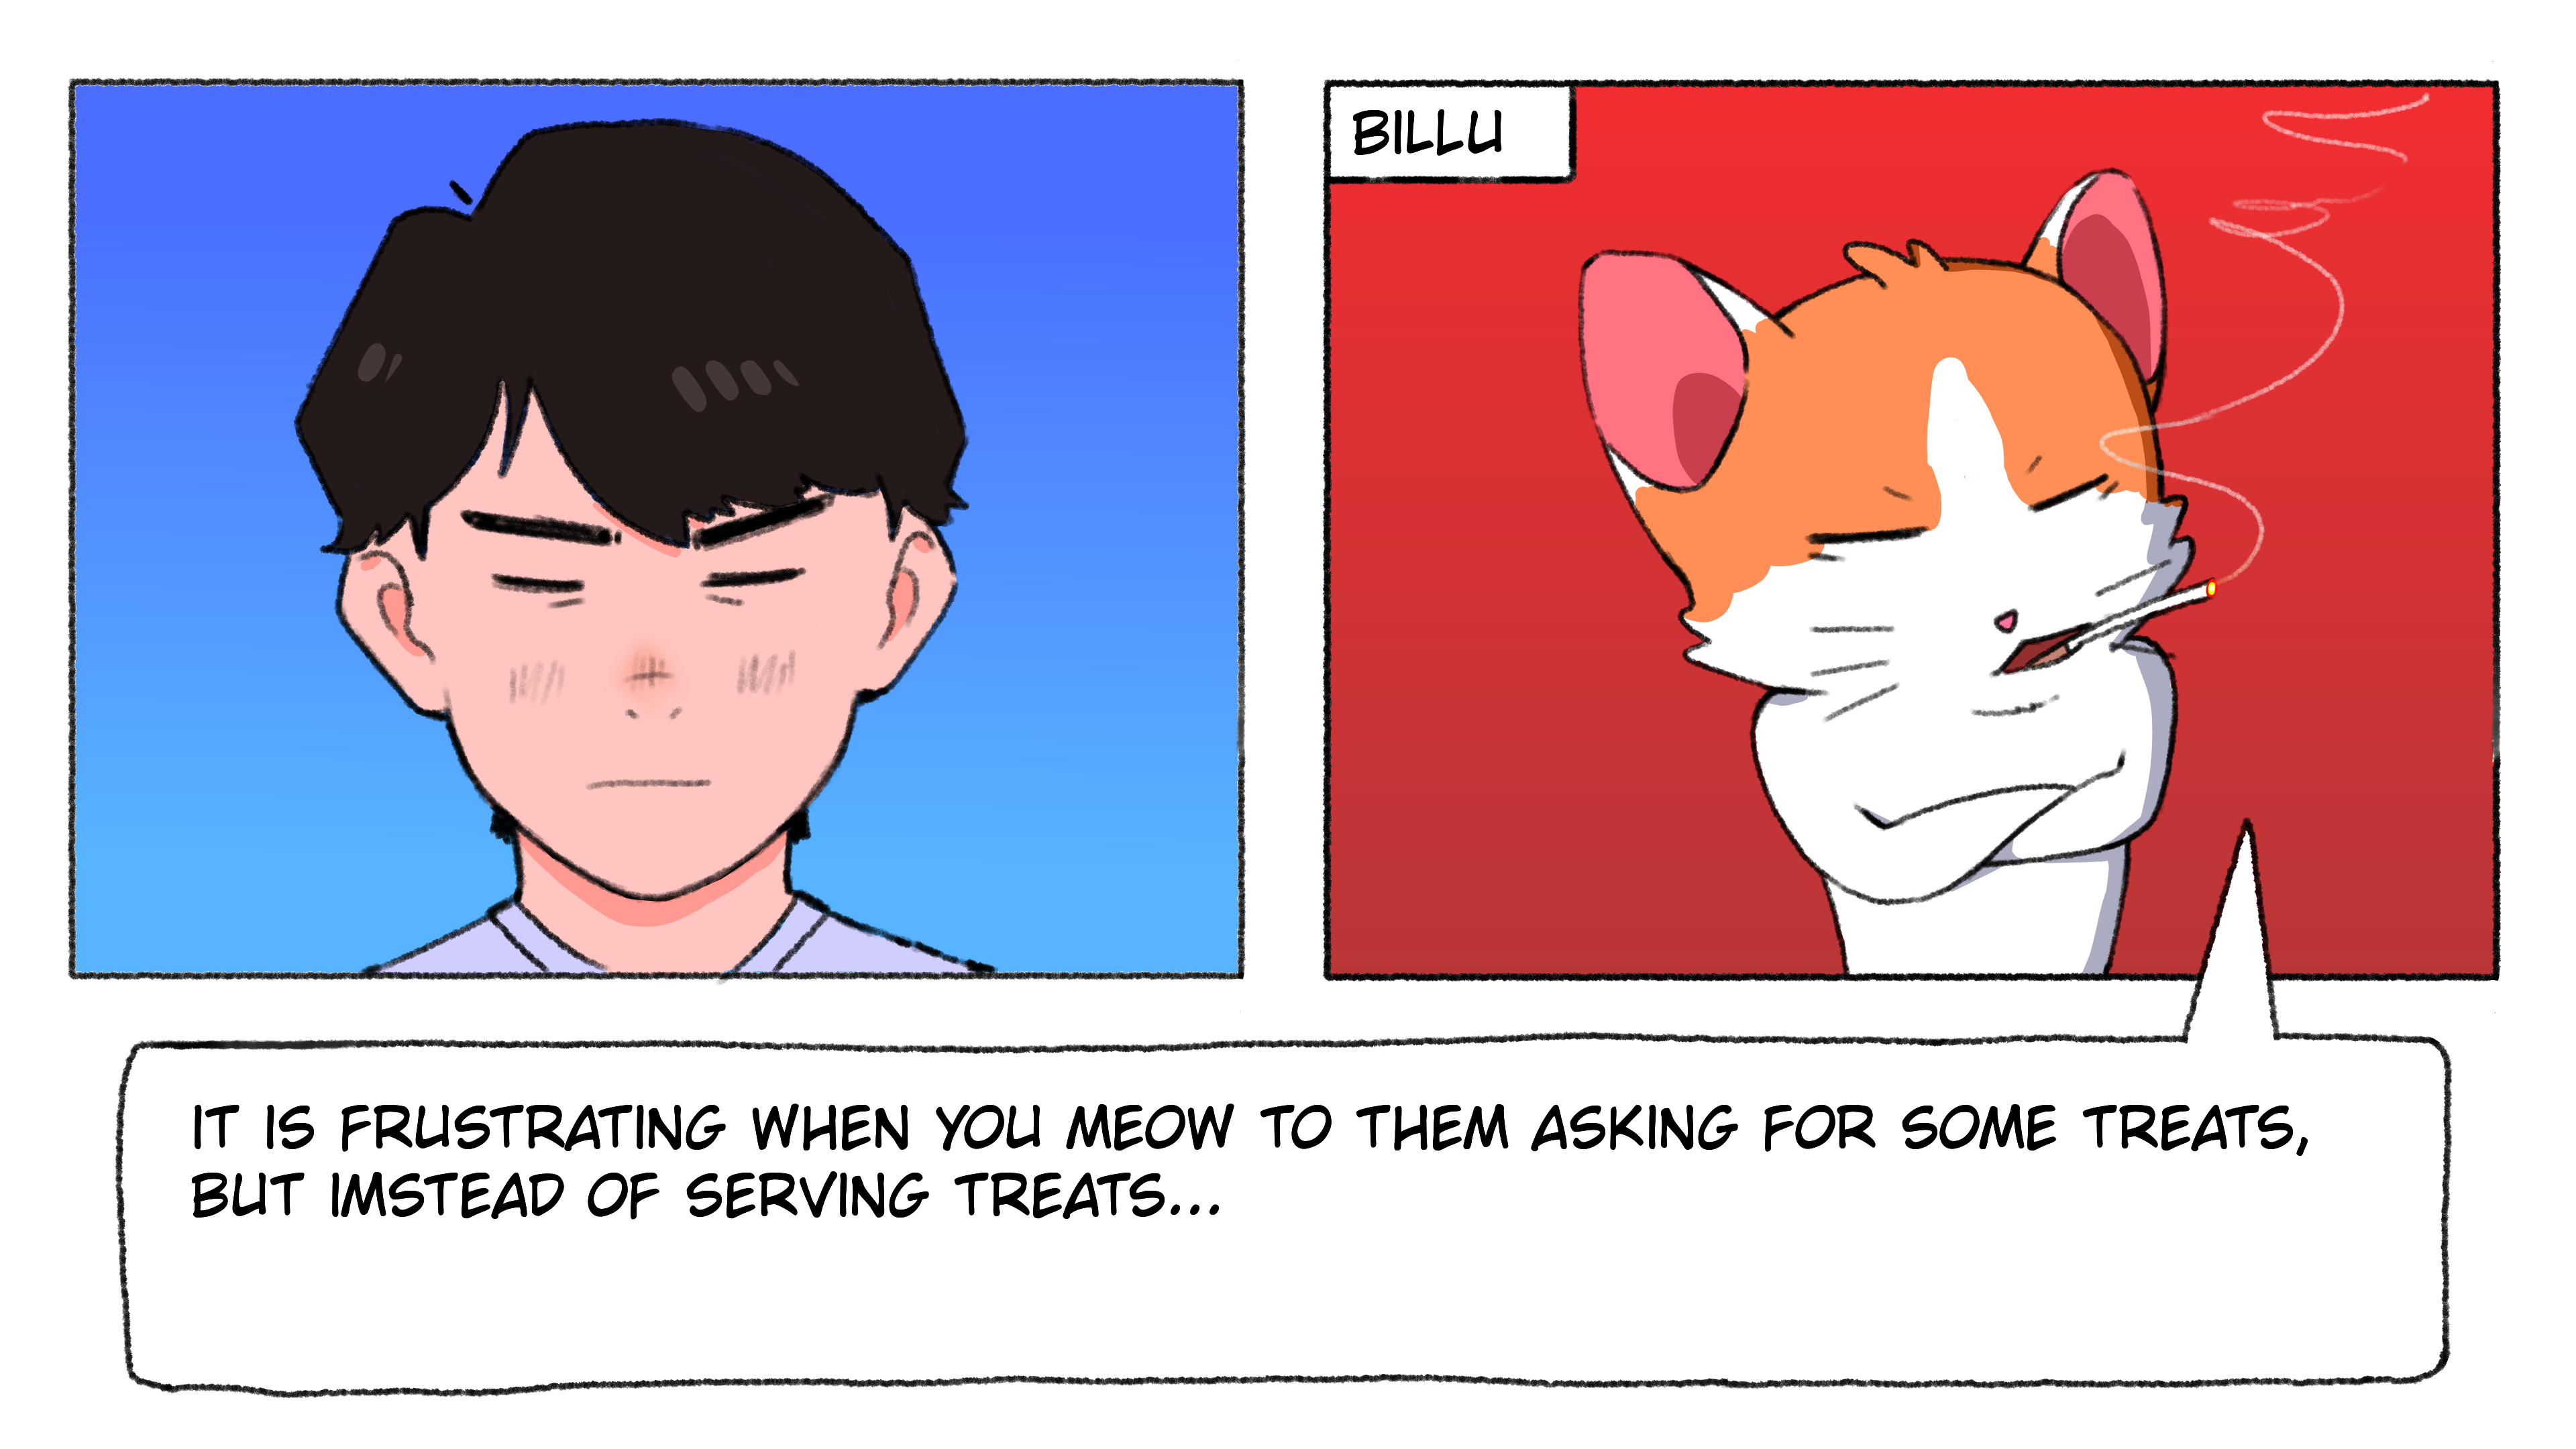 BILLU
IT IS FRUSTRATING WHEN YOU MEOW TO THEM ASKING FOR SOME TREATS,
BUT IMSTEAD OF SERVING TREATS...